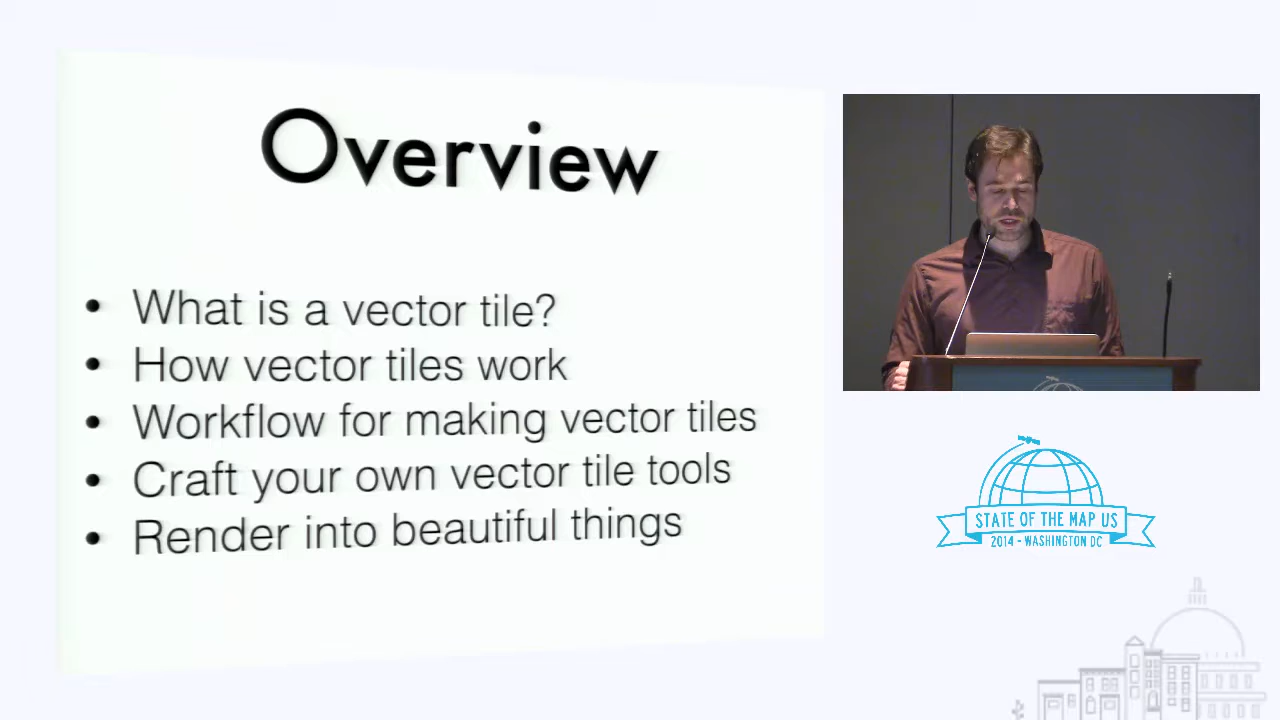 Overview
• What is a vector tile?
• How vector tiles work
• Workflow for making vector tiles
• Craft your own vector tile tools
• Render into beautiful things
STATE OF THE MAP US
2014 - WASHINGTON DC